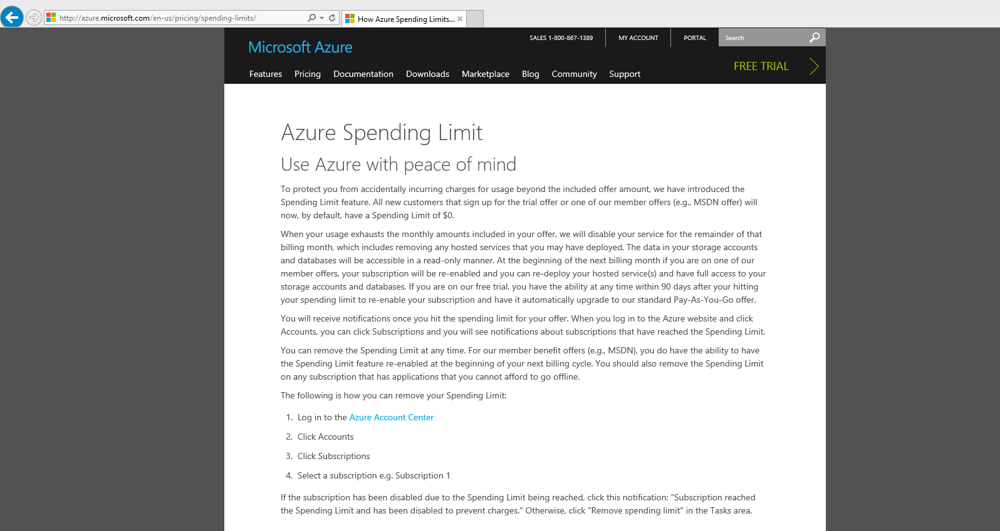 http://azure.microsoft.com/en-us/pricing/spending-limits/
How Azure Spending Limits...
SALES 1-800-867-1389
MY ACCOUNT
PORTAL
Search
Microsoft Azure
FREE TRIAL
Features Pricing Documentation Downloads Marketplace Blog Community Support
Azure Spending Limit
Use Azure with peace of mind
To protect you from accidentally incurring charges for usage beyond the included offer amount, we have introduced the
Spending Limit feature. All new customers that sign up for the trial offer or one of our member offers (e.g., MSDN offer) will
now, by default, have a Spending Limit of $0.
When your usage exhausts the monthly amounts included in your offer, we will disable your service for the remainder of that
billing month, which includes removing any hosted services that you may have deployed. The data in your storage accounts
and databases will be accessible in a read-only manner. At the beginning of the next billing month if you are on one of our
member offers, your subscription will be re-enabled and you can re-deploy your hosted service(s) and have full access to your
storage accounts and databases. If you are on our free trial, you have the ability at any time within 90 days after your hitting
your spending limit to re-enable your subscription and have it automatically upgrade to our standard Pay-As-You-Go offer.
You will receive notifications once you hit the spending limit for your offer. When you log in to the Azure website and click
Accounts, you can click Subscriptions and you will see notifications about subscriptions that have reached the Spending Limit.
You can remove the Spending Limit at any time. For our member benefit offers (e.g., MSDN), you do have the ability to have
the Spending Limit feature re-enabled at the beginning of your next billing cycle. You should also remove the Spending Limit
on any subscription that has applications that you cannot afford to go offline.
The following is how you can remove your Spending Limit:
1. Log in to the Azure Account Center
2. Click Accounts
3. Click Subscriptions
4. Select a subscription e.g. Subscription 1
If the subscription has been disabled due to the Spending Limit being reached, click this notification: "Subscription reached
the Spending Limit and has been disabled to prevent charges." Otherwise, click "Remove spending limit" in the Tasks area.